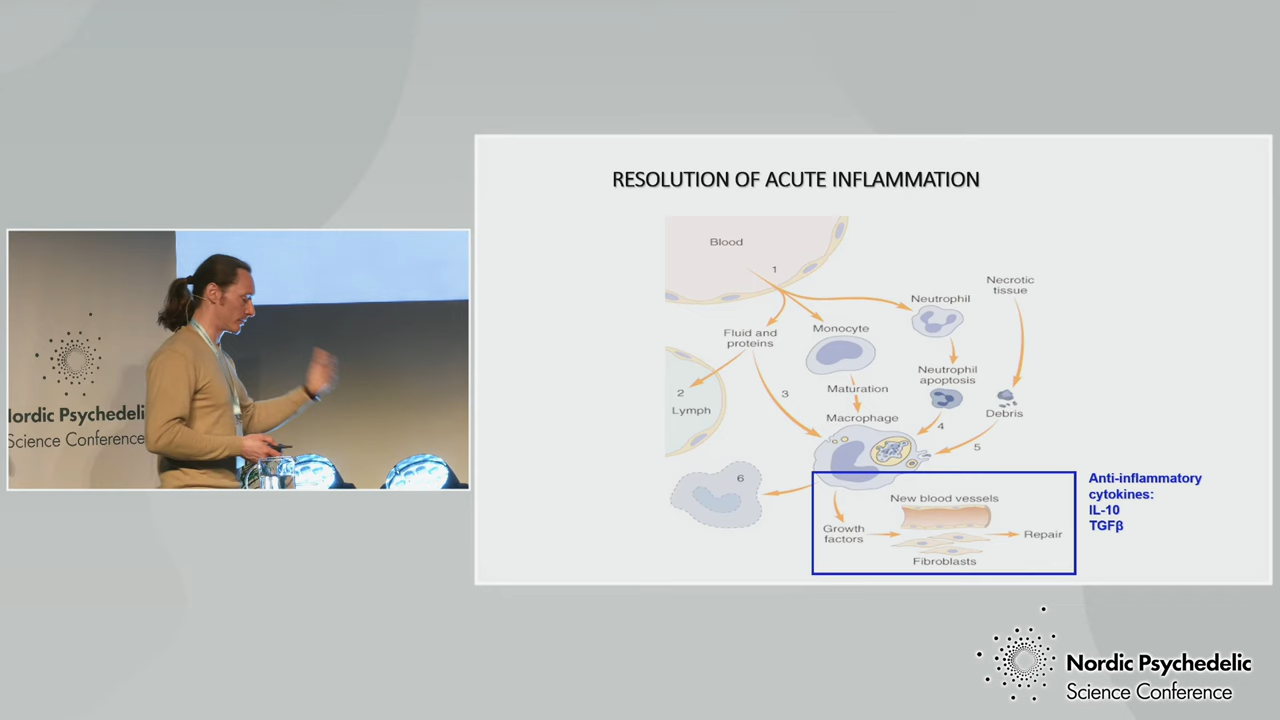 RESOLUTION OF ACUTE INFLAMMATION
Blood
1
Necrotic
tissue
Neutrophil
Fluid and
proteins
Monocyte
Neutrophil
apoptosis
2
3
Maturation
Lymph
Debris
Macrophage
4
5
6
New blood vessels
Growth
factors
Repair
Fibroblasts
Anti-inflammatory
cytokines:
IL-10
TGFβ
Nordic Psychedeli
Science Conference
Nordic Psychedelic
Science Conference